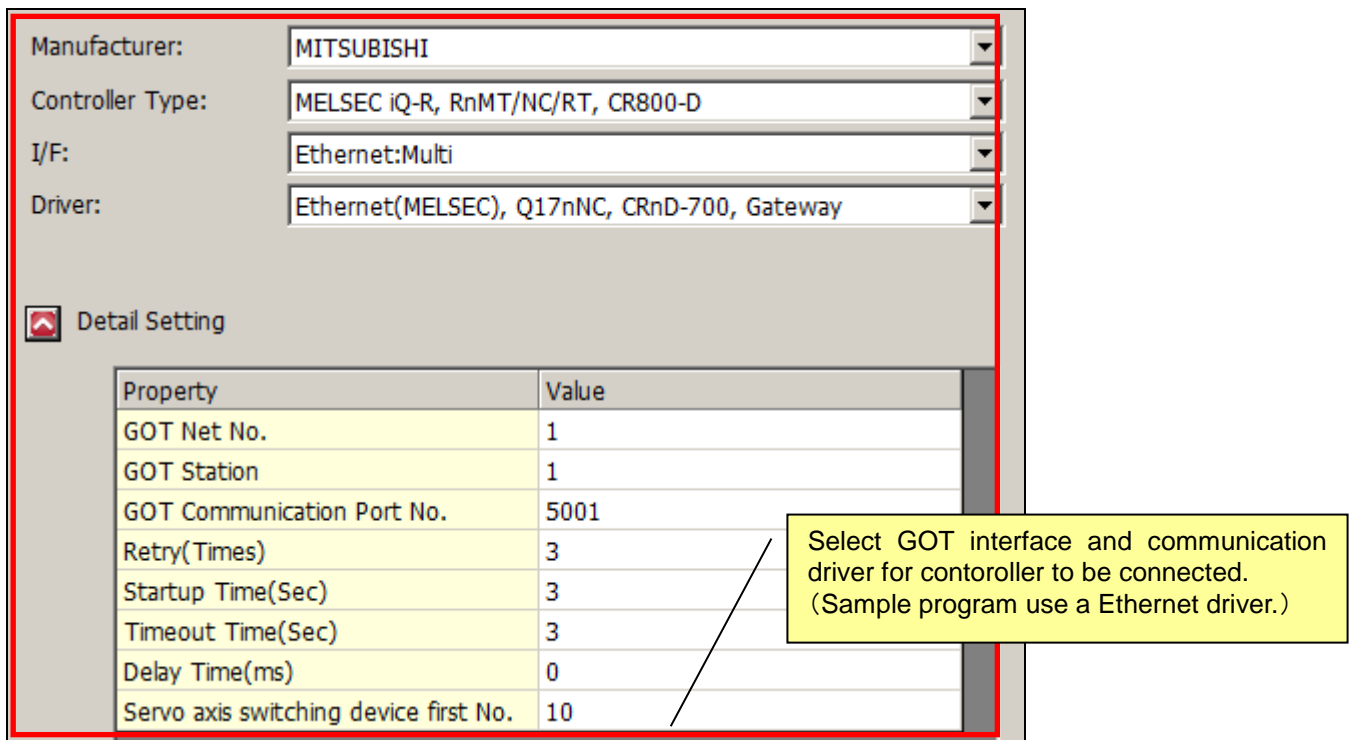 Manufacturer: MITSUBISHI
Controller Type: MELSEC iQ-R, RnMT/NC/RT, CR800-D
I/F: Ethernet:Multi
Driver: Ethernet(MELSEC), Q17nNC, CRnD-700, Gateway
Detail Setting
Property Value
GOT Net No. 1
GOT Station 1
GOT Communication Port No. 5001
Retry(Times) 3
Startup Time(Sec) 3
Timeout Time(Sec) 3
Delay Time(ms) 0
Servo axis switching device first No. 10
Select GOT interface and communication
driver for contoroller to be connected.
（Sample program use a Ethernet driver.）